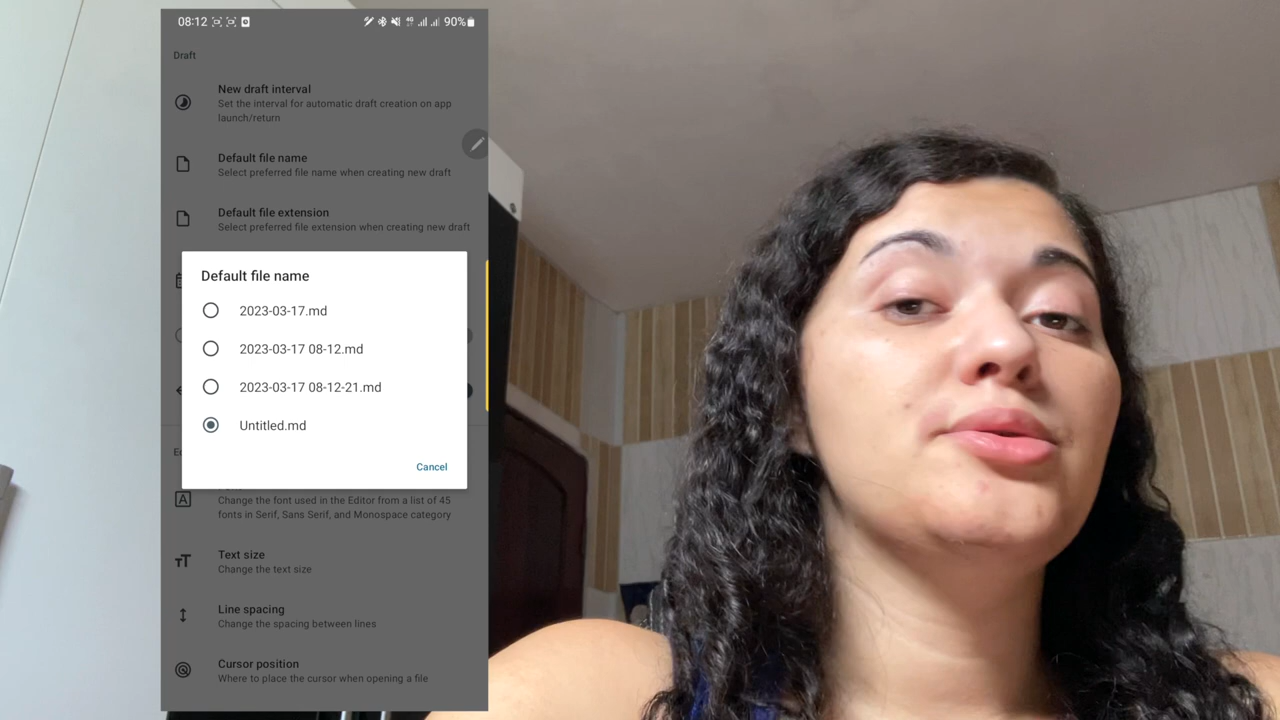 08:12
4G
90%
Draft
New draft interval
Set the interval for automatic draft creation on app
launch/return
Default file name
Select preferred file name when creating new draft
Default file extension
Select preferred file extension when creating new draft
Default file name
2023-03-17.md
2023-03-17 08-12.md
2023-03-17 08-12-21.md
Untitled.md
Cancel
Change the font used in the Editor from a list of 45
fonts in Serif, Sans Serif, and Monospace category
Text size
Change the text size
Line spacing
Change the spacing between lines
Cursor position
Where to place the cursor when opening a file